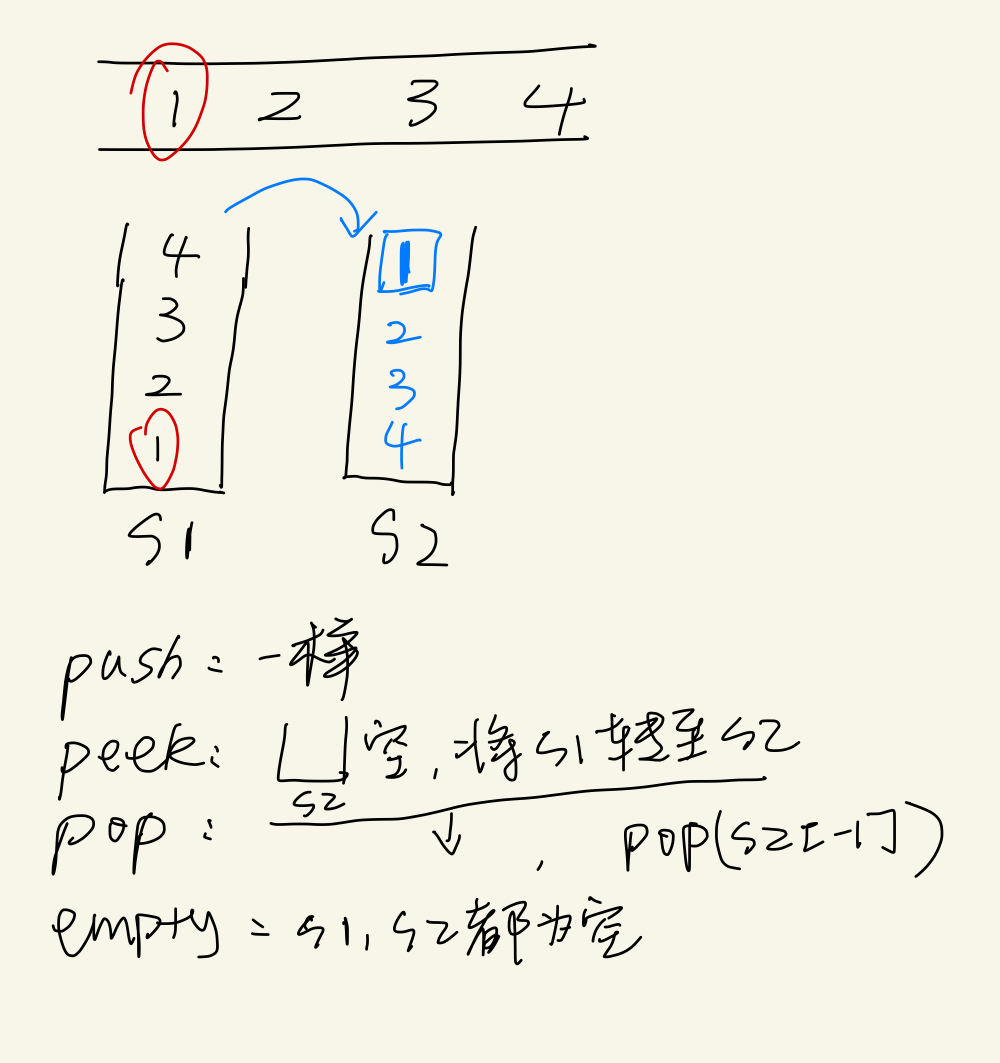 1 2 3 4
4 1
3 2
2 3
1 4
S1 S2
push: 一样
peek: 空, 将S1转至S2
S2
pop: ↓, pop(S2[-1])
empty = S1, S2都为空